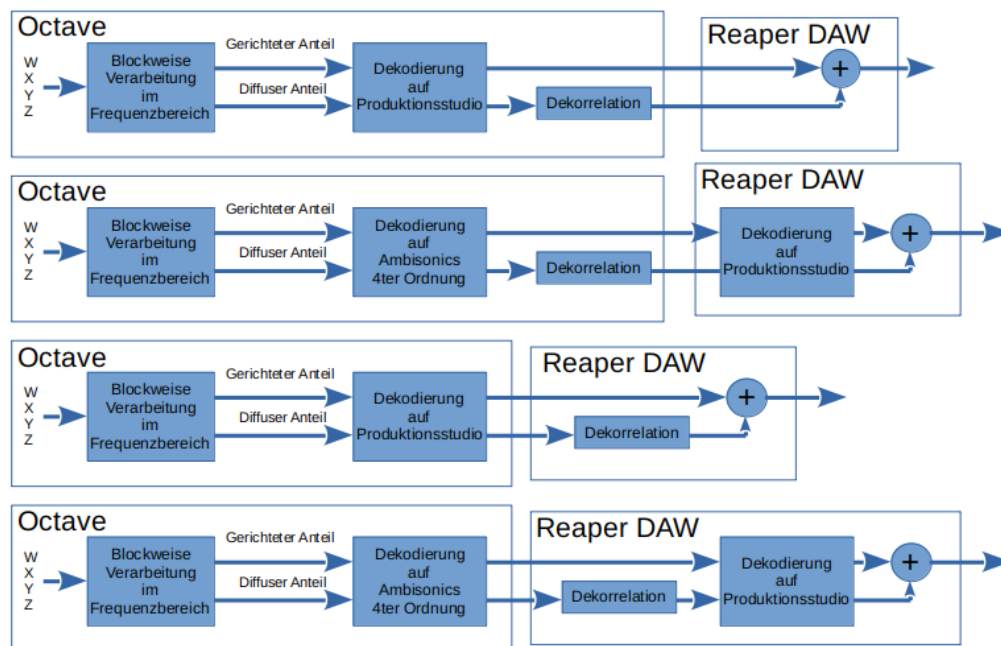 Octave
Reaper DAW
W
X
Y
Z
Blockweise
Verarbeitung
im
Frequenzbereich
Gerichteter Anteil
Diffuser Anteil
Dekodierung
auf
Produktionsstudio
Dekorrelation
+
Octave
Reaper DAW
W
X
Y
Z
Blockweise
Verarbeitung
im
Frequenzbereich
Gerichteter Anteil
Diffuser Anteil
Dekodierung
auf
Ambisonics
4ter Ordnung
Dekorrelation
Dekodierung
auf
Produktionsstudio
+
Octave
Reaper DAW
W
X
Y
Z
Blockweise
Verarbeitung
im
Frequenzbereich
Gerichteter Anteil
Diffuser Anteil
Dekodierung
auf
Produktionsstudio
Dekorrelation
+
Octave
Reaper DAW
W
X
Y
Z
Blockweise
Verarbeitung
im
Frequenzbereich
Gerichteter Anteil
Diffuser Anteil
Dekodierung
auf
Ambisonics
4ter Ordnung
Dekorrelation
Dekodierung
auf
Produktionsstudio
+